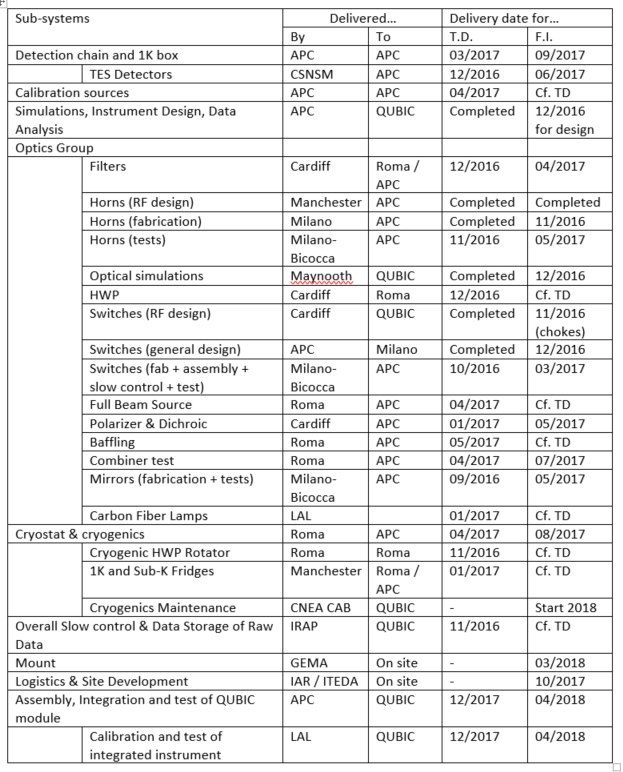 Sub-systems Delivered… Delivery date for…
By To T.D. F.I.
Detection chain and 1K box APC APC 03/2017 09/2017
TES Detectors CSNSM APC 12/2016 06/2017
Calibration sources APC APC 04/2017 Cf. TD
Simulations, Instrument Design, Data APC QUBIC Completed 12/2016
Analysis for design
Optics Group
Filters Cardiff Roma / 12/2016 04/2017
APC
Horns (RF design) Manchester APC Completed Completed
Horns (fabrication) Milano APC Completed 11/2016
Horns (tests) Milano- APC 11/2016 05/2017
Bicocca
Optical simulations Maynooth QUBIC Completed 12/2016
HWP Cardiff Roma 12/2016 Cf. TD
Switches (RF design) Cardiff QUBIC Completed 11/2016
(chokes)
Switches (general design) APC Milano Completed 12/2016
Switches (fab + assembly + Milano- APC 10/2016 03/2017
slow control + test) Bicocca
Full Beam Source Roma APC 04/2017 Cf. TD
Polarizer & Dichroic Cardiff APC 01/2017 05/2017
Baffling Roma APC 05/2017 Cf. TD
Combiner test Roma APC 04/2017 07/2017
Mirrors (fabrication + tests) Milano- APC 09/2016 05/2017
Bicocca
Carbon Fiber Lamps LAL 01/2017 Cf. TD
Cryostat & cryogenics Roma APC 04/2017 08/2017
Cryogenic HWP Rotator Roma Roma 11/2016 Cf. TD
1K and Sub-K Fridges Manchester Roma / 01/2017 Cf. TD
APC
Cryogenics Maintenance CNEA CAB QUBIC - Start 2018
Overall Slow control & Data Storage of Raw IRAP QUBIC 11/2016 Cf. TD
Data
Mount GEMA On site - 03/2018
Logistics & Site Development IAR / ITEDA On site - 10/2017
Assembly, Integration and test of QUBIC APC QUBIC 12/2017 04/2018
module
Calibration and test of LAL QUBIC 12/2017 04/2018
integrated instrument